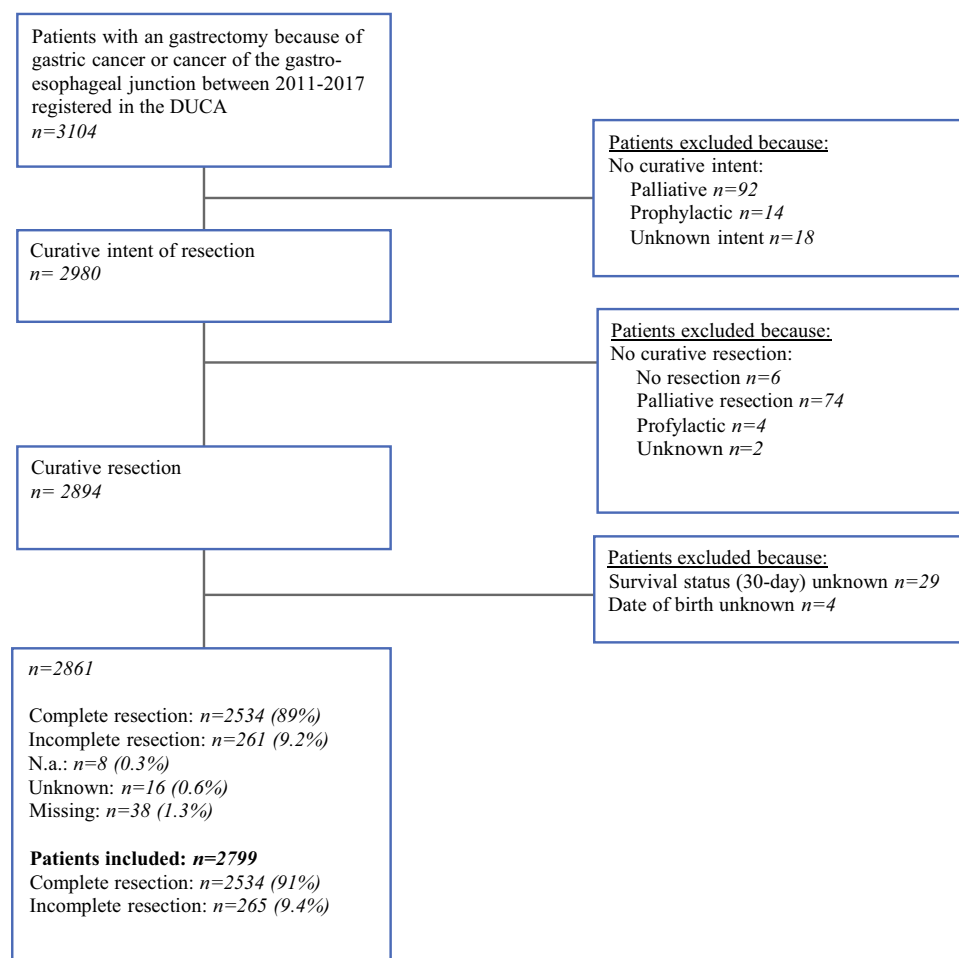 Patients with an gastrectomy because of
gastric cancer or cancer of the gastro-
esophageal junction between 2011-2017
registered in the DUCA
n=3104
Patients excluded because:
No curative intent:
Palliative n=92
Prophylactic n=14
Unknown intent n=18
Curative intent of resection
n= 2980
Patients excluded because:
No curative resection:
No resection n=6
Palliative resection n=74
Profylactic n=4
Unknown n=2
Curative resection
n= 2894
Patients excluded because:
Survival status (30-day) unknown n=29
Date of birth unknown n=4
n=2861
Complete resection: n=2534 (89%)
Incomplete resection: n=261 (9.2%)
N.a.: n=8 (0.3%)
Unknown: n=16 (0.6%)
Missing: n=38 (1.3%)
Patients included: n=2799
Complete resection: n=2534 (91%)
Incomplete resection: n=265 (9.4%)